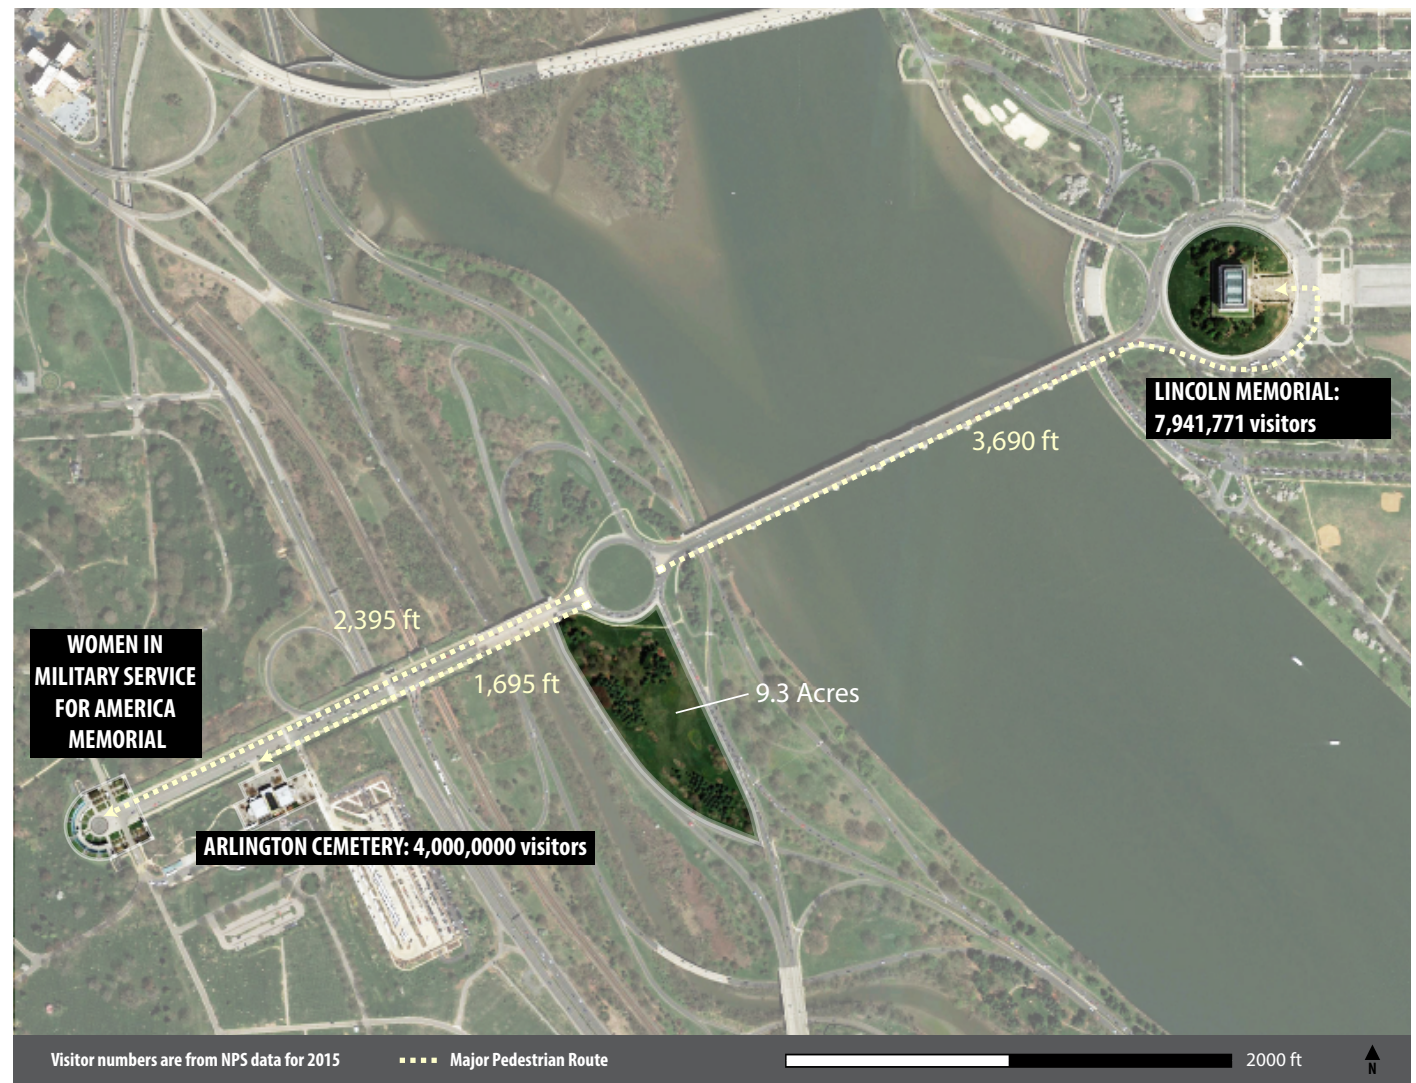 LINCOLN MEMORIAL:
7,941,771 visitors
3,690 ft
2,395 ft
WOMEN IN
MILITARY SERVICE
FOR AMERICA
MEMORIAL
1,695 ft
9.3 Acres
ARLINGTON CEMETERY: 4,000,0000 visitors
Visitor numbers are from NPS data for 2015
Major Pedestrian Route
2000 ft
N